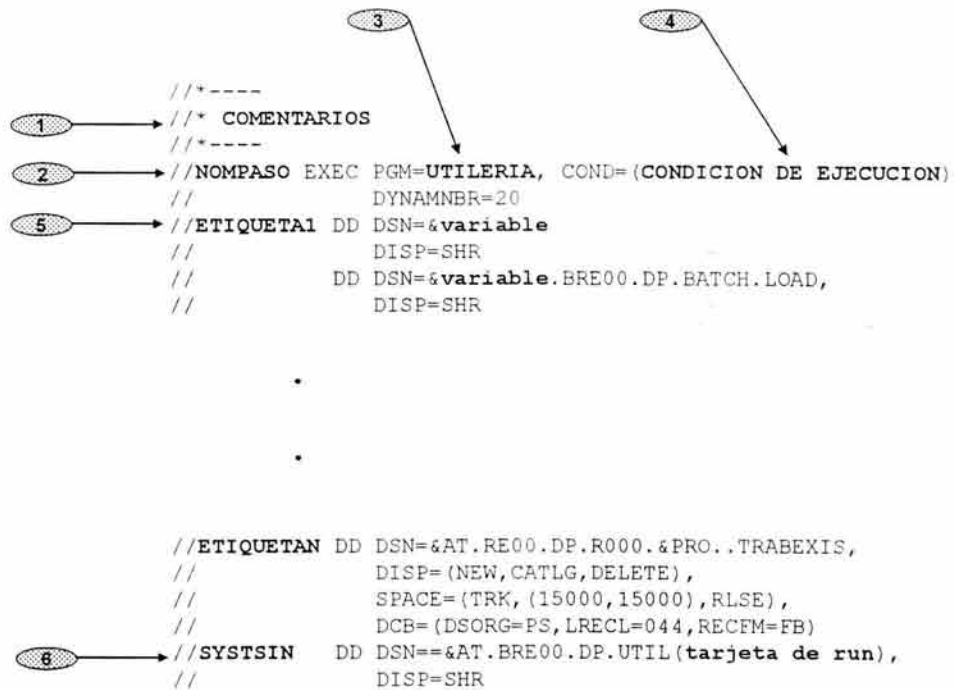 3 4
//*----
1 //* COMENTARIOS
//*----
2 //NOMPASO EXEC PGM=UTILERIA, COND=(CONDICION DE EJECUCION)
// DYNAMNBR=20
5 //ETIQUETA1 DD DSN=&variable
// DISP=SHR
// DD DSN=&variable.BRE00.DP.BATCH.LOAD,
// DISP=SHR
.
.
//ETIQUETAN DD DSN=&AT.RE00.DP.R000.&PRO..TRABEXIS,
// DISP=(NEW,CATLG,DELETE),
// SPACE=(TRK,(15000,15000),RLSE),
// DCB=(DSORG=PS,LRECL=044,RECFM=FB)
6 //SYSTSIN DD DSN==&AT.BRE00.DP.UTIL(tarjeta de run),
// DISP=SHR